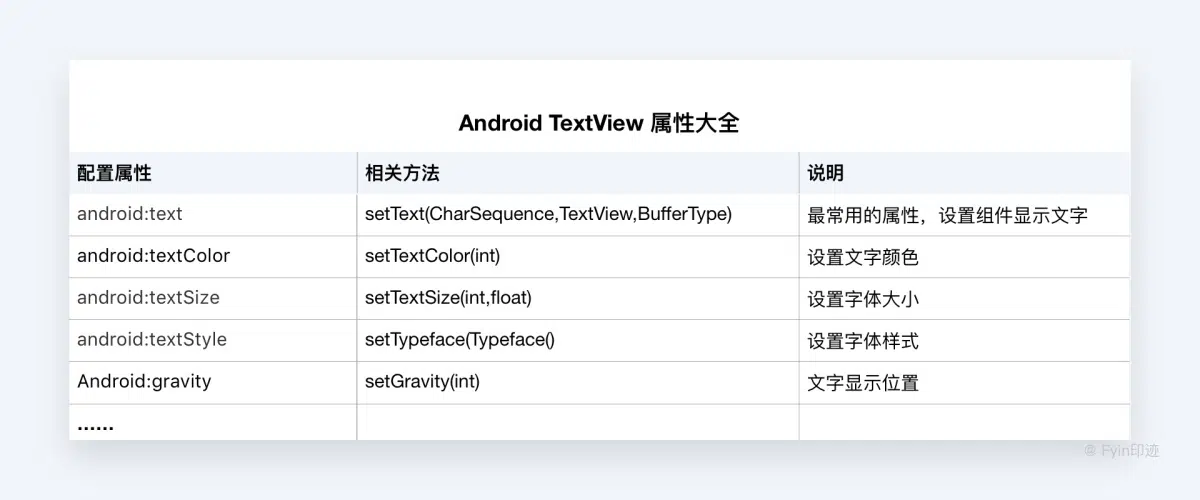 Android TextView 属性大全
配置属性 相关方法 说明
android:text setText(CharSequence,TextView,BufferType) 最常用的属性，设置组件显示文字
android:textColor setTextColor(int) 设置文字颜色
android:textSize setTextSize(int,float) 设置字体大小
android:textStyle setTypeface(Typeface() 设置字体样式
Android:gravity setGravity(int) 文字显示位置
......
@ Fyin印迹